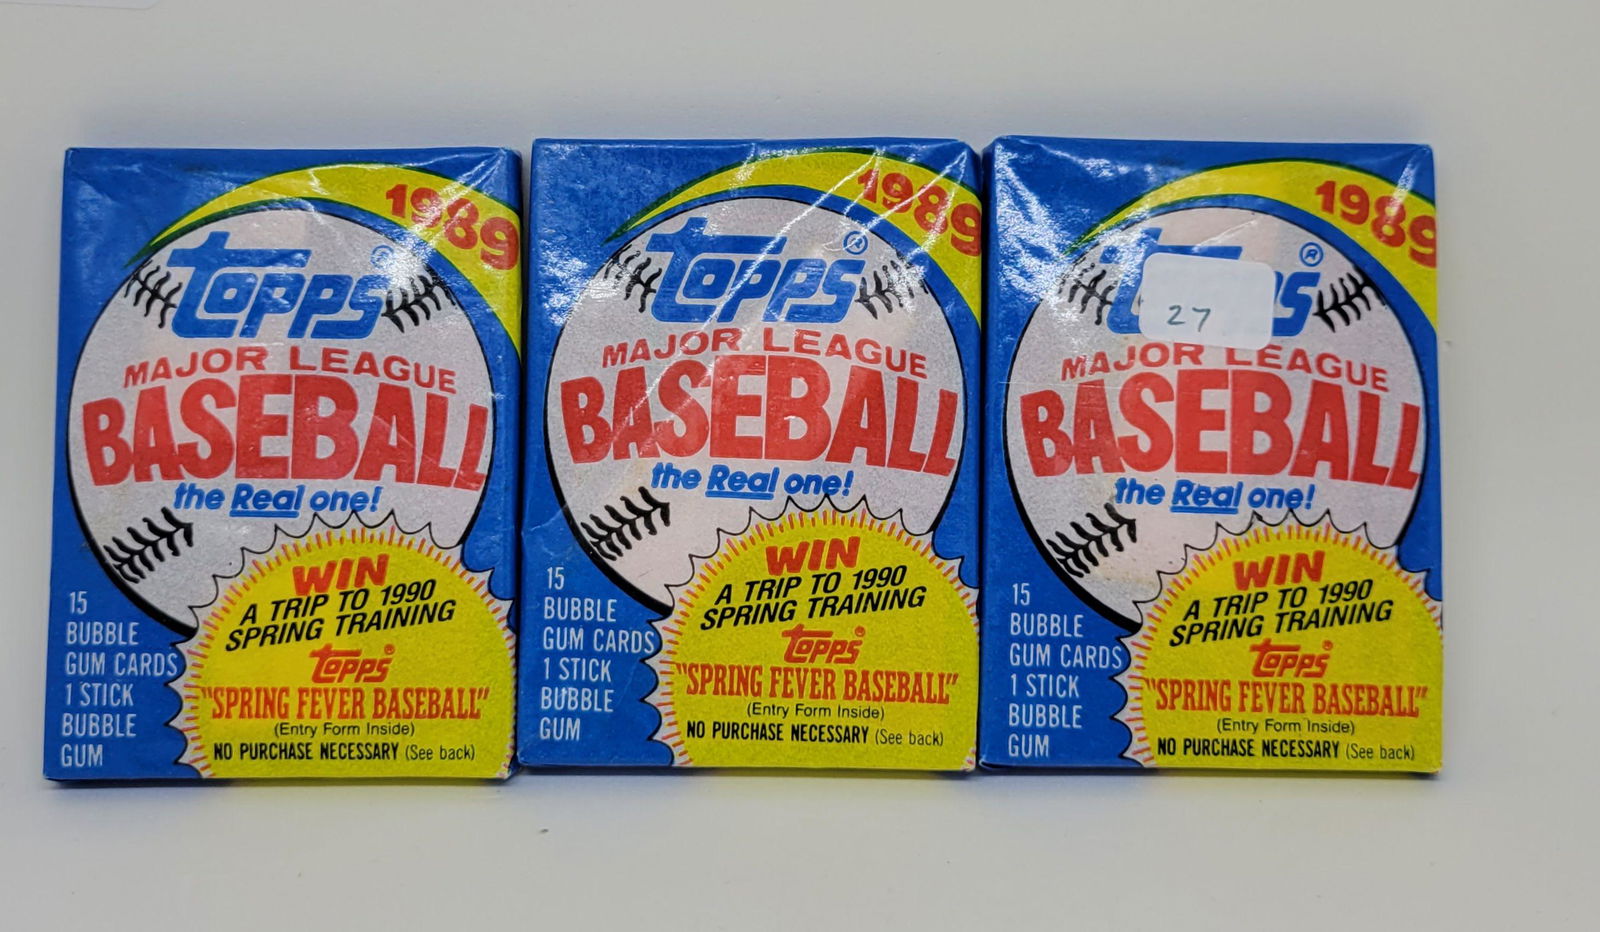 1989
Topps®
MAJOR LEAGUE
BASEBALL
the Real one!
WIN
A TRIP TO 1990
SPRING TRAINING
Topps®
"SPRING FEVER BASEBALL"
(Entry Form Inside)
NO PURCHASE NECESSARY (See back)
15
BUBBLE
GUM CARDS
1 STICK
BUBBLE
GUM
1989
Topps®
MAJOR LEAGUE
BASEBALL
the Real one!
WIN
A TRIP TO 1990
SPRING TRAINING
Topps®
"SPRING FEVER BASEBALL"
(Entry Form Inside)
NO PURCHASE NECESSARY (See back)
15
BUBBLE
GUM CARDS
1 STICK
BUBBLE
GUM
1989
T ps®
27
MAJOR LEAGUE
BASEBALL
the Real one!
WIN
A TRIP TO 1990
SPRING TRAINING
Topps®
"SPRING FEVER BASEBALL"
(Entry Form Inside)
NO PURCHASE NECESSARY (See back)
15
BUBBLE
GUM CARDS
1 STICK
BUBBLE
GUM